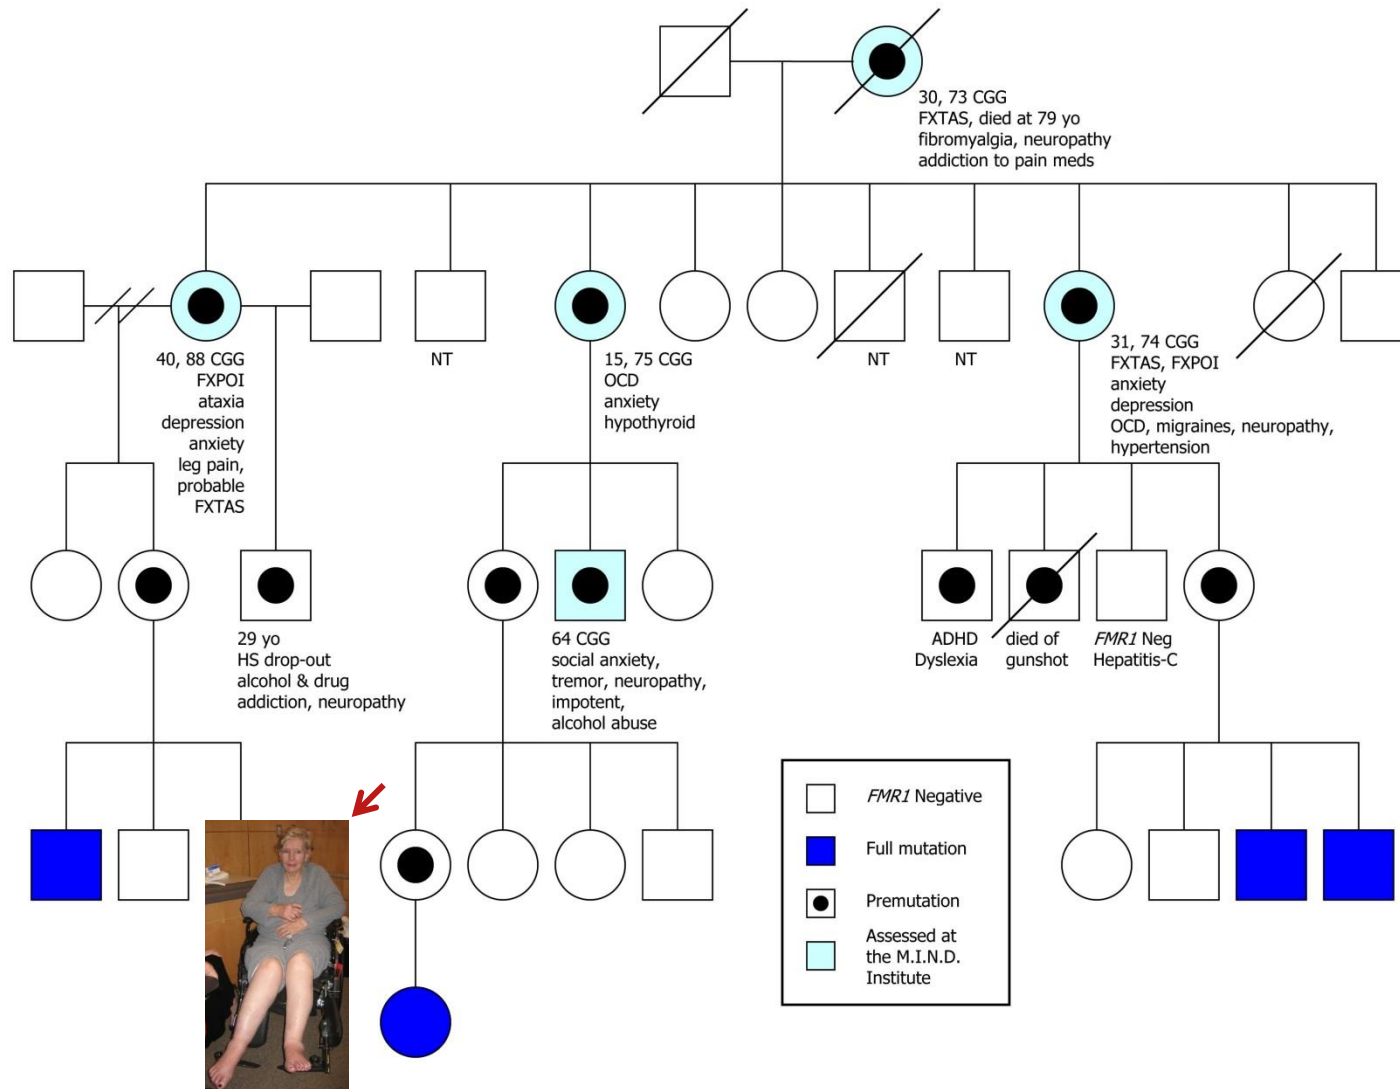 30, 73 CGG
FXTAS, died at 79 yo
fibromyalgia, neuropathy
addiction to pain meds
40, 88 CGG
FXPOI
ataxia
depression
anxiety
leg pain,
probable
FXTAS
NT
15, 75 CGG
OCD
anxiety
hypothyroid
NT
NT
31, 74 CGG
FXTAS, FXPOI
anxiety
depression
OCD, migraines, neuropathy,
hypertension
29 yo
HS drop-out
alcohol & drug
addiction, neuropathy
64 CGG
social anxiety,
tremor, neuropathy,
impotent,
alcohol abuse
ADHD
Dyslexia
died of
gunshot
FMR1 Neg
Hepatitis-C
FMR1 Negative
Full mutation
Premutation
Assessed at
the M.I.N.D.
Institute